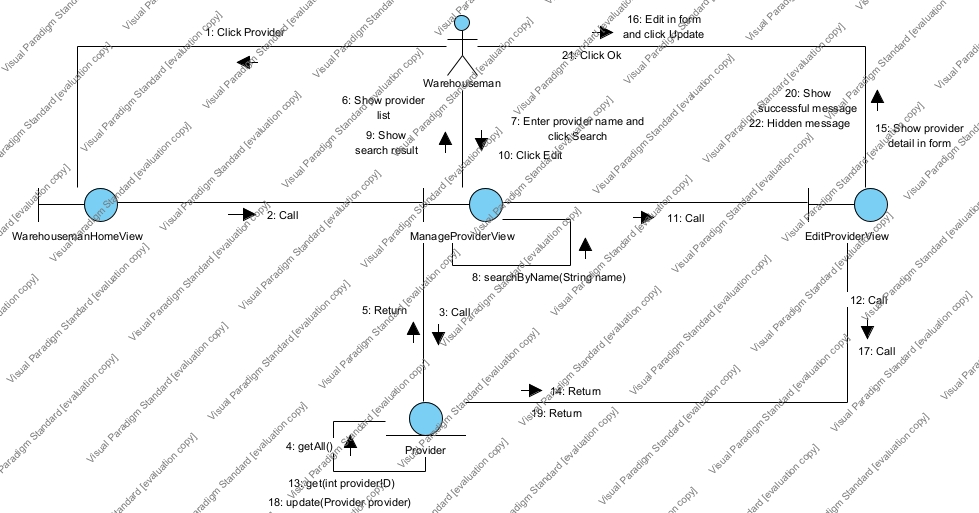 1: Click Provider
16: Edit in form
and click Update
21: Click Ok
Warehouseman
6: Show provider
list
9: Show
search result
7: Enter provider name and
click Search
10: Click Edit
20: Show
successful message
22: Hidden message
15: Show provider
detail in form
2: Call
11: Call
WarehousemanHomeView
ManageProviderView
EditProviderView
8: searchByName(String name)
5: Return
3: Call
12: Call
17: Call
14: Return
19: Return
4: getAll()
Provider
13: get(int providerID)
18: update(Provider provider)
Visual Paradigm Standard [evaluation copy]